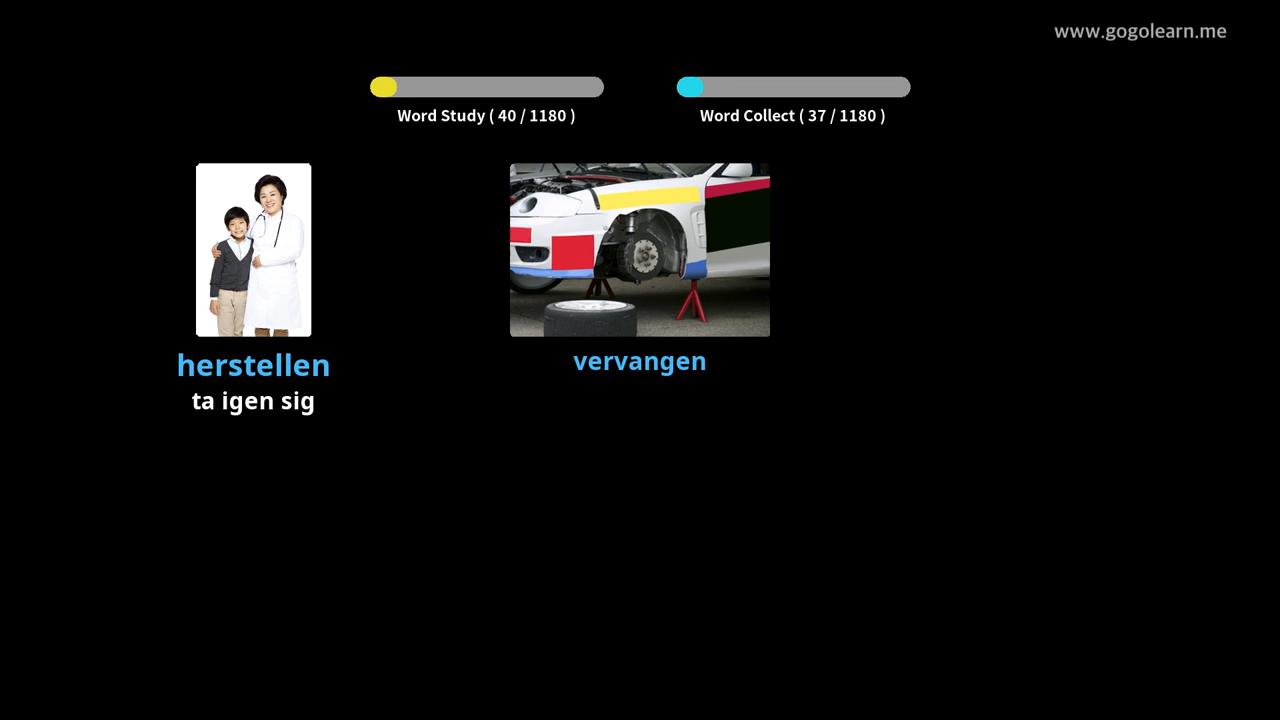 www.gogolearn.me
Word Study ( 40 / 1180 )
Word Collect ( 37 / 1180 )
herstellen
ta igen sig
vervangen